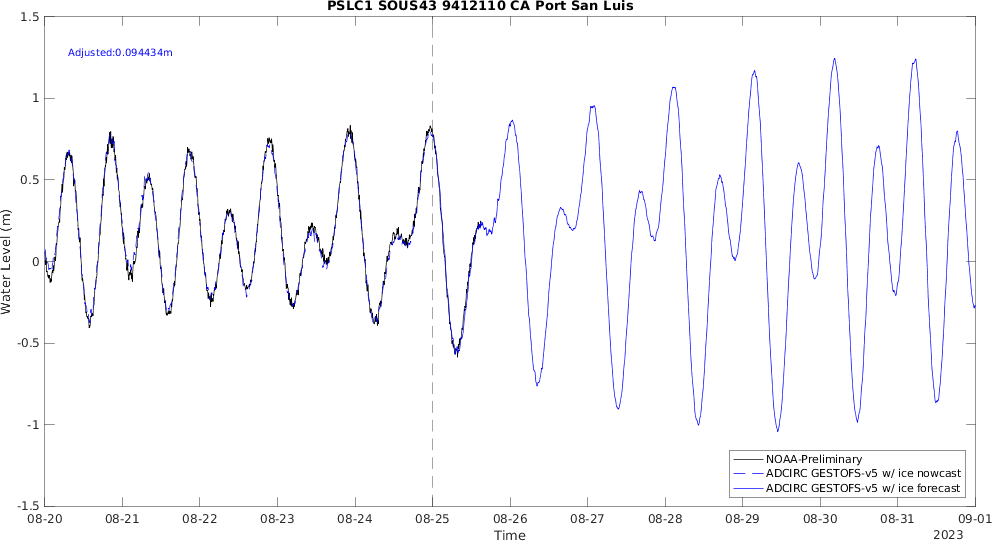 PSLC1 SOUS43 9412110 CA Port San Luis
Adjusted:0.094434m
1.5
1
0.5
0
-0.5
-1
-1.5
Water Level (m)
NOAA-Preliminary
ADCIRC GESTOFS-v5 w/ ice nowcast
ADCIRC GESTOFS-v5 w/ ice forecast
08-20 08-21 08-22 08-23 08-24 08-25 08-26 08-27 08-28 08-29 08-30 08-31 09-01
Time
2023